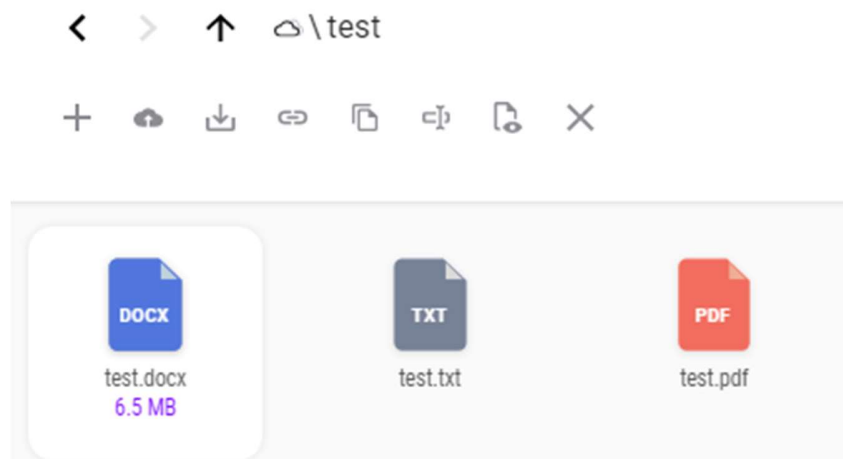 \ test
DOCX
TXT
PDF
test.docx
test.txt
test.pdf
6.5 MB